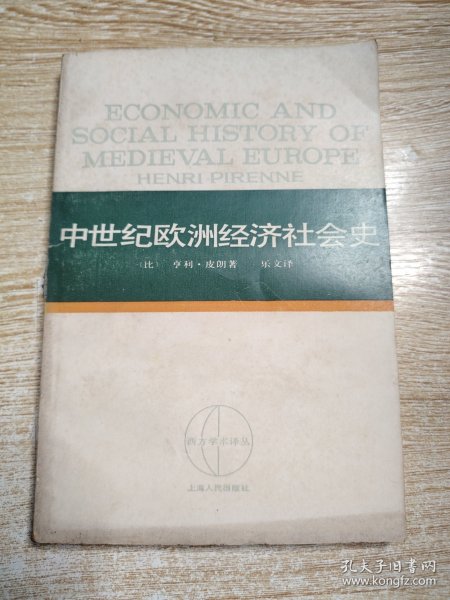 ECONOMIC AND
SOCIAL HISTORY OF
MEDIEVAL EUROPE
HENRI PIRENNE
中世纪欧洲经济社会史
〔比〕 亨利·皮朗著 乐文译
西方学术译丛
上海人民出版社
孔夫子旧书网
www.kongfz.com